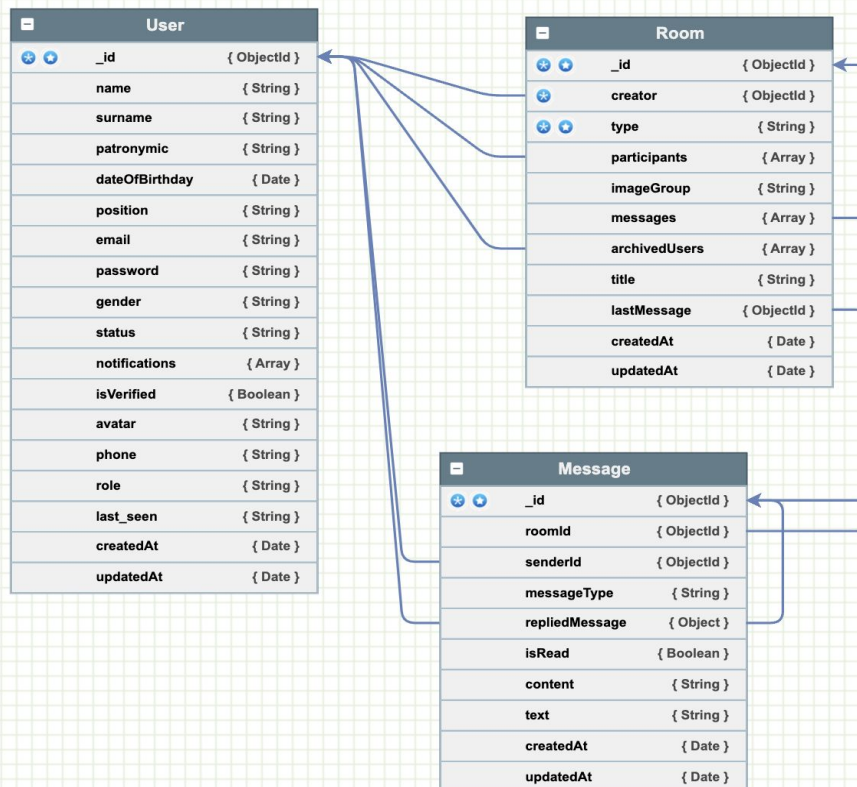 User
_id { ObjectId }
name { String }
surname { String }
patronymic { String }
dateOfBirthday { Date }
position { String }
email { String }
password { String }
gender { String }
status { String }
notifications { Array }
isVerified { Boolean }
avatar { String }
phone { String }
role { String }
last_seen { String }
createdAt { Date }
updatedAt { Date }
Room
_id { ObjectId }
creator { ObjectId }
type { String }
participants { Array }
imageGroup { String }
messages { Array }
archivedUsers { Array }
title { String }
lastMessage { ObjectId }
createdAt { Date }
updatedAt { Date }
Message
_id { ObjectId }
roomId { ObjectId }
senderId { ObjectId }
messageType { String }
repliedMessage { Object }
isRead { Boolean }
content { String }
text { String }
createdAt { Date }
updatedAt { Date }